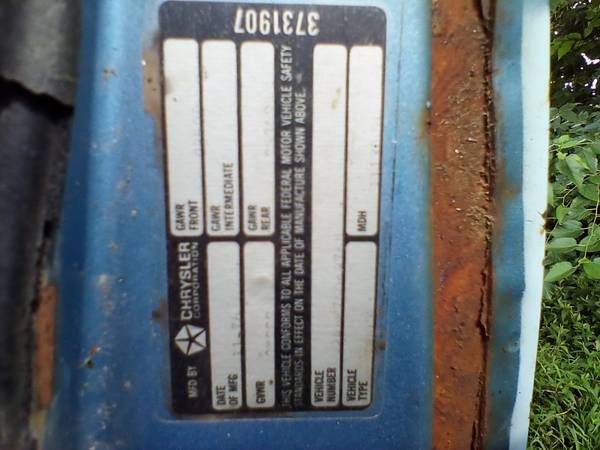 MFD BY CHRYSLER
CORPORATION
DATE
OF MFG
GAWR
FRONT
GAWR
INTERMEDIATE
GVWR
GAWR
REAR
THIS VEHICLE CONFORMS TO ALL APPLICABLE FEDERAL MOTOR VEHICLE SAFETY
STANDARDS IN EFFECT ON THE DATE OF MANUFACTURE SHOWN ABOVE.
VEHICLE
NUMBER
VEHICLE
TYPE
MDH
3731907